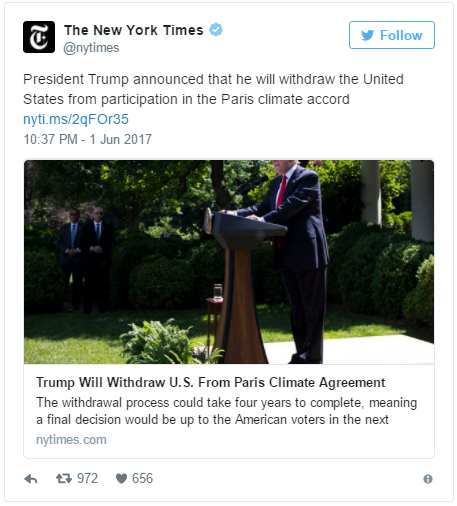 The New York Times
@nytimes
Follow
President Trump announced that he will withdraw the United
States from participation in the Paris climate accord
nyti.ms/2qFOr35
10:37 PM - 1 Jun 2017
Trump Will Withdraw U.S. From Paris Climate Agreement
The withdrawal process could take four years to complete, meaning
a final decision would be up to the American voters in the next
nytimes.com
972 656